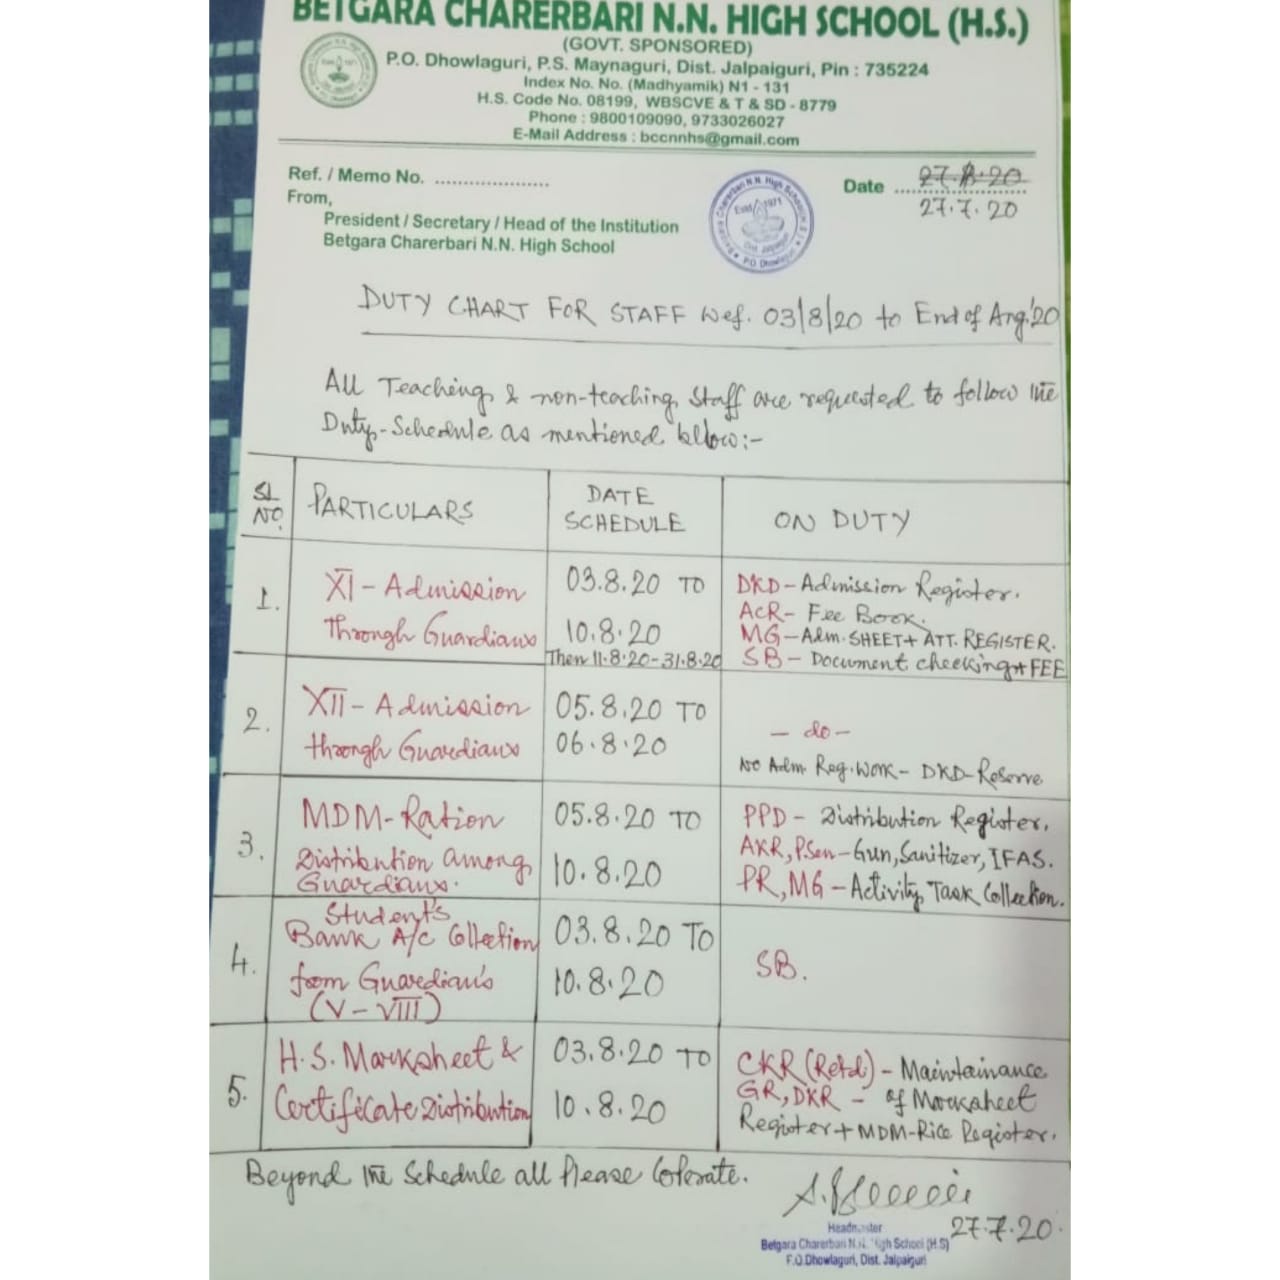 BETGARA CHARERBARI N.N. HIGH SCHOOL (H.S.)
(GOVT. SPONSORED)
P.O. Dhowlaguri, P.S. Maynaguri, Dist. Jalpaiguri, Pin : 735224
Index No. No. (Madhyamik) N1 - 131
H.S. Code No. 08199, WBSCVE & T & SD - 8779
Phone : 9800109090, 9733026027
E-Mail Address : bccnnhs@gmail.com
Ref. / Memo No. ....................
Date 27.8.20
27.7.20
From,
President / Secretary / Head of the Institution
Betgara Charerbari N.N. High School
DUTY CHART FOR STAFF wef. 03/8/20 to End of Aug.'20
All Teaching & non-teaching Staff are requested to follow the
Duty-Schedule as mentioned bllow:-
SL NO. PARTICULARS DATE SCHEDULE ON DUTY
1. XI - Admission through Guardians
03.8.20 TO 10.8.20
Then 11.8.20-31.8.20
DKD - Admission Register.
AcR - Fee Book.
MG - Adm. SHEET + ATT. REGISTER.
SB - Document checking + FEE
2. XII - Admission through Guardians
05.8.20 TO 06.8.20
- do -
No Adm. Reg. Work - DKD-Reserve
3. MDM-Ration Distribution among Guardians.
05.8.20 TO 10.8.20
PPD - Distribution Register.
AKR, PSen - Gun, Sanitizer, IFAS.
PR, MG - Activity Task Collection.
4. Student's Bank A/c Collection from Guardian's (V - VIII)
03.8.20 TO 10.8.20
SB.
5. H.S. Marksheet & Certificate Distribution
03.8.20 TO 10.8.20
CKR (Retd) - Maintainance
GR, DKR - of Marksheet
Register + MDM-Rice Register.
Beyond the Schedule all Please Coperate.
27.7.20
Headmaster
Betgara Charerbari N.N. High School (H.S)
P.O. Dhowlaguri, Dist. Jalpaiguri